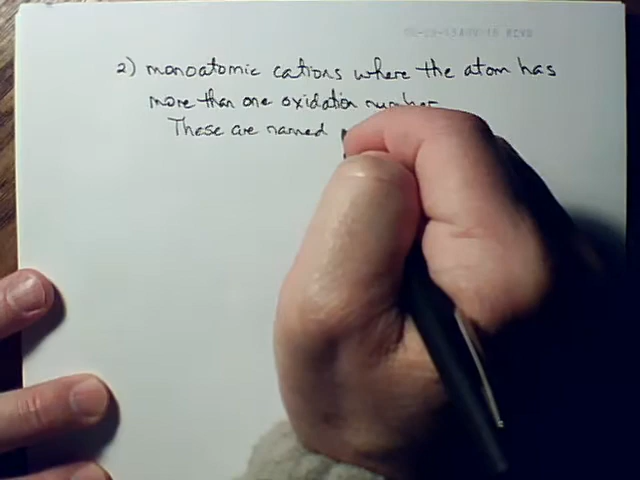 2) monoatomic cations where the atom has
more than one oxidation number
These are named